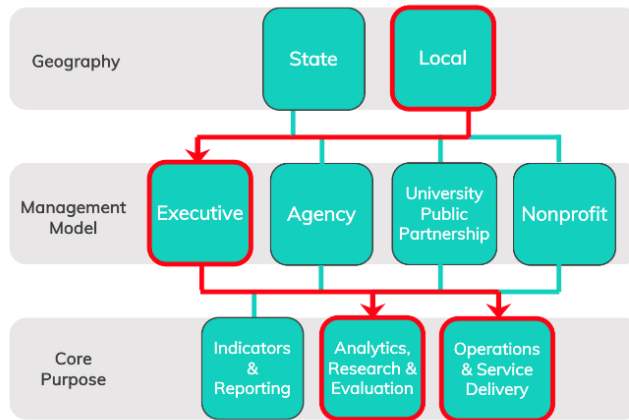 Geography
State
Local
Management
Model
Executive
Agency
University
Public
Partnership
Nonprofit
Core
Purpose
Indicators
&
Reporting
Analytics,
Research &
Evaluation
Operations
& Service
Delivery